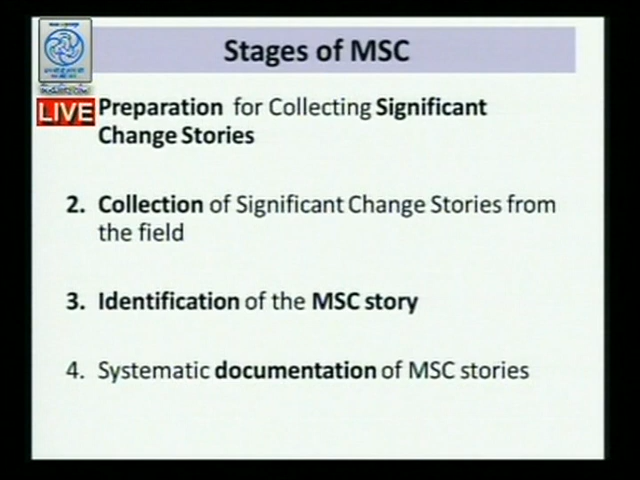 Stages of MSC
LIVE
Preparation for Collecting Significant
Change Stories
2. Collection of Significant Change Stories from
the field
3. Identification of the MSC story
4. Systematic documentation of MSC stories